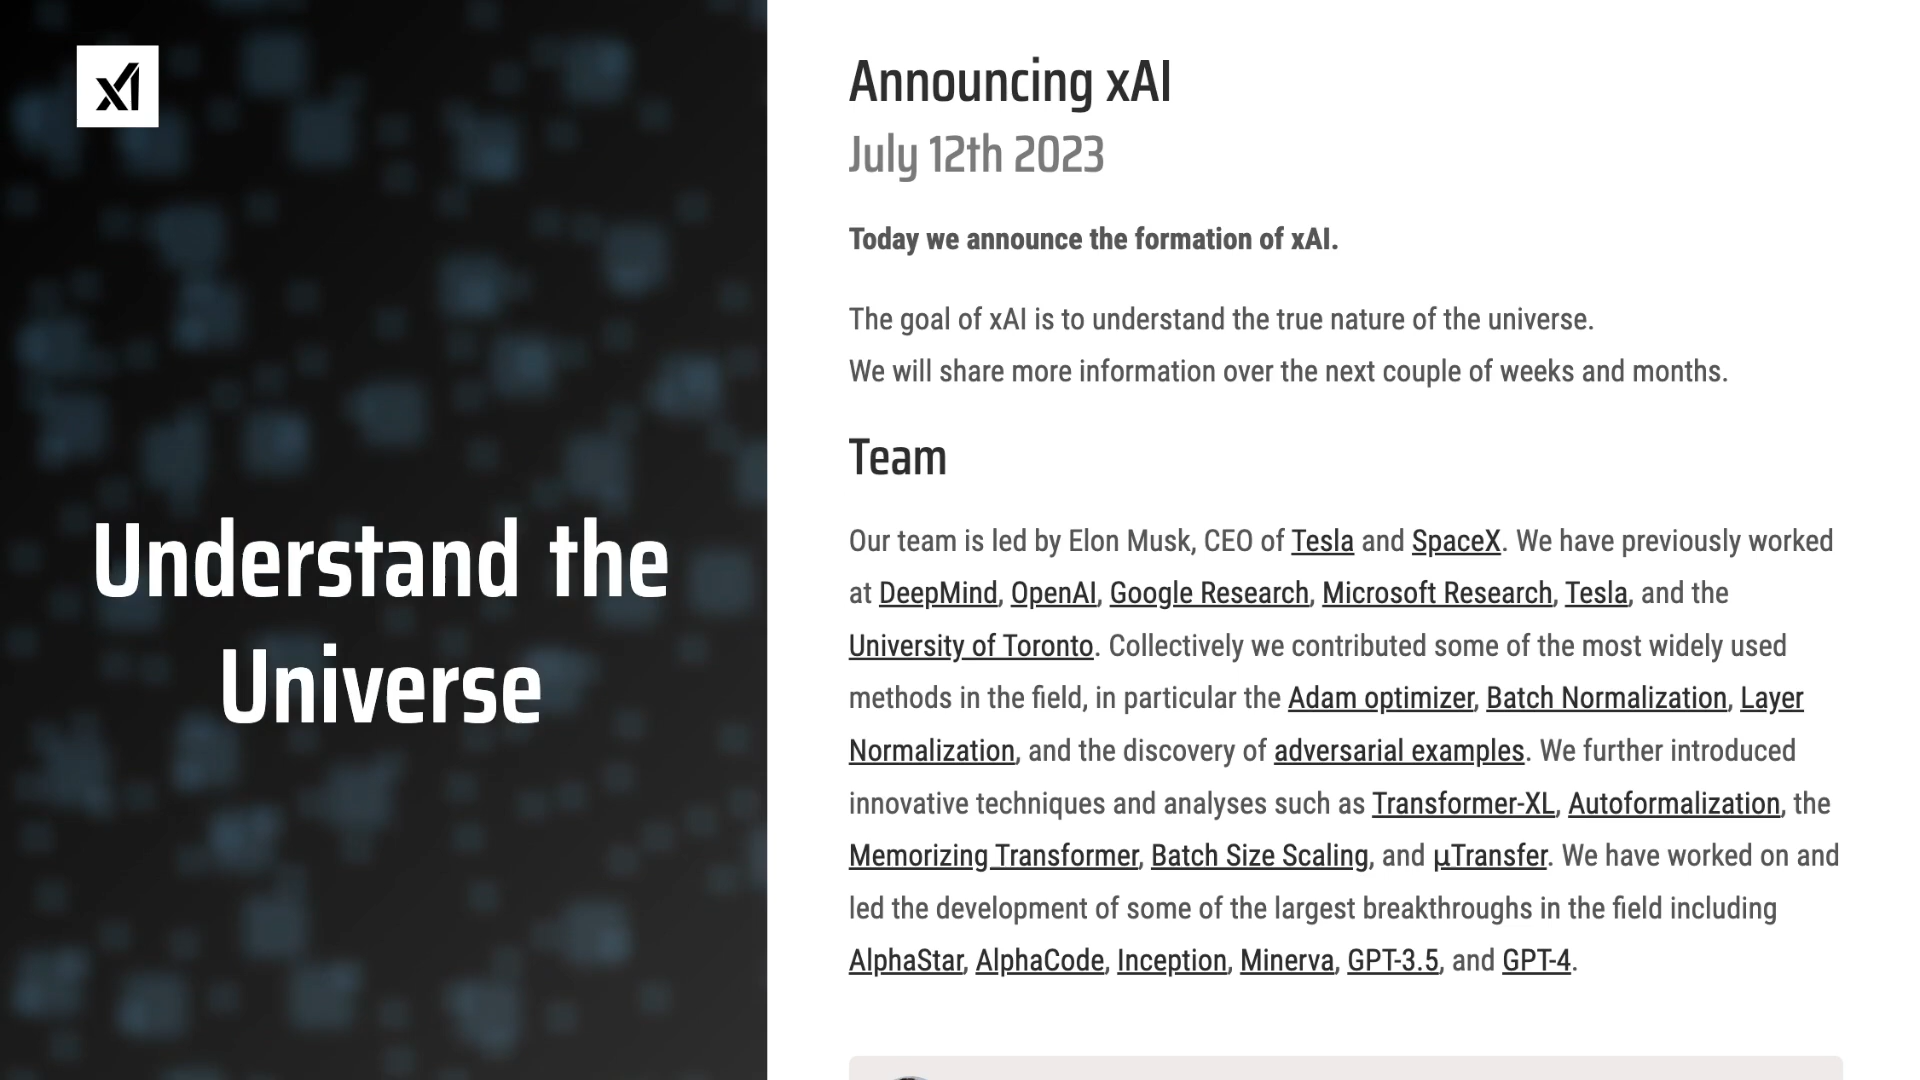 xI
Understand the
Universe
Announcing xAI
July 12th 2023
Today we announce the formation of xAI.
The goal of xAI is to understand the true nature of the universe.
We will share more information over the next couple of weeks and months.
Team
Our team is led by Elon Musk, CEO of Tesla and SpaceX. We have previously worked
at DeepMind, OpenAI, Google Research, Microsoft Research, Tesla, and the
University of Toronto. Collectively we contributed some of the most widely used
methods in the field, in particular the Adam optimizer, Batch Normalization, Layer
Normalization, and the discovery of adversarial examples. We further introduced
innovative techniques and analyses such as Transformer-XL, Autoformalization, the
Memorizing Transformer, Batch Size Scaling, and μTransfer. We have worked on and
led the development of some of the largest breakthroughs in the field including
AlphaStar, AlphaCode, Inception, Minerva, GPT-3.5, and GPT-4.